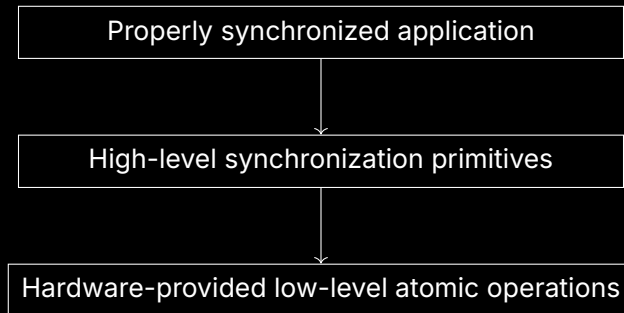 Properly synchronized application
High-level synchronization primitives
Hardware-provided low-level atomic operations